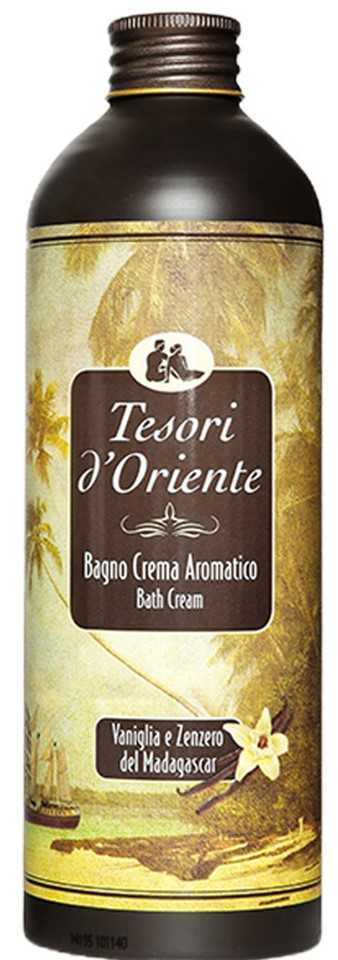 Tesori
d'Oriente
Bagno Crema Aromatico
Bath Cream
Vaniglia e Zenzero
del Madagascar